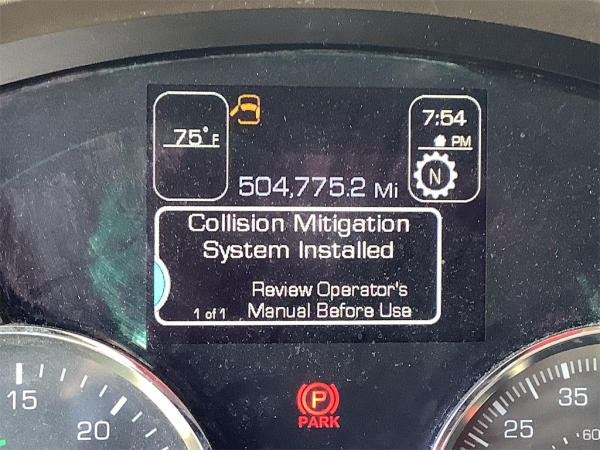 75°F
7:54
PM
N
504,775.2 Mi
Collision Mitigation
System Installed
Review Operator's
1 of 1 Manual Before Use
P
PARK
15
20
25
35
60